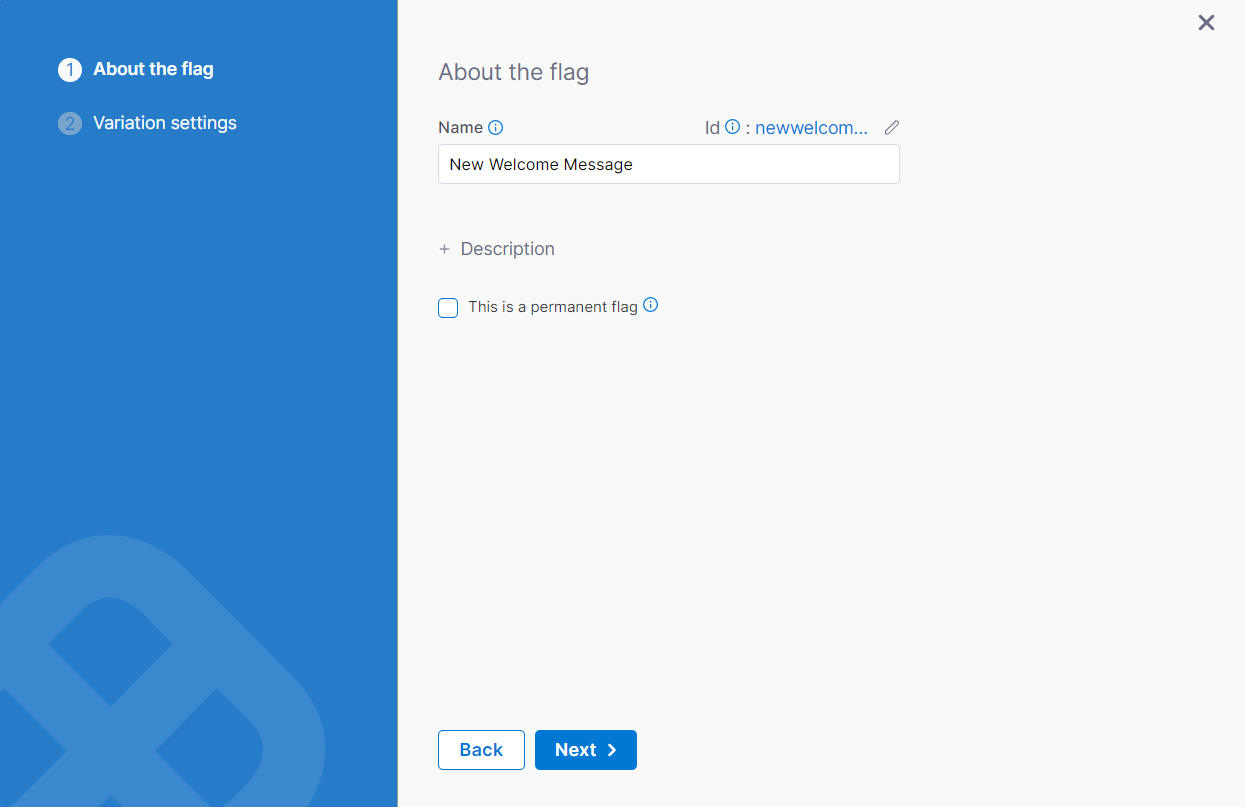 1 About the flag
2 Variation settings
About the flag
Name Id : newwelcom...
New Welcome Message
+ Description
This is a permanent flag
Back Next